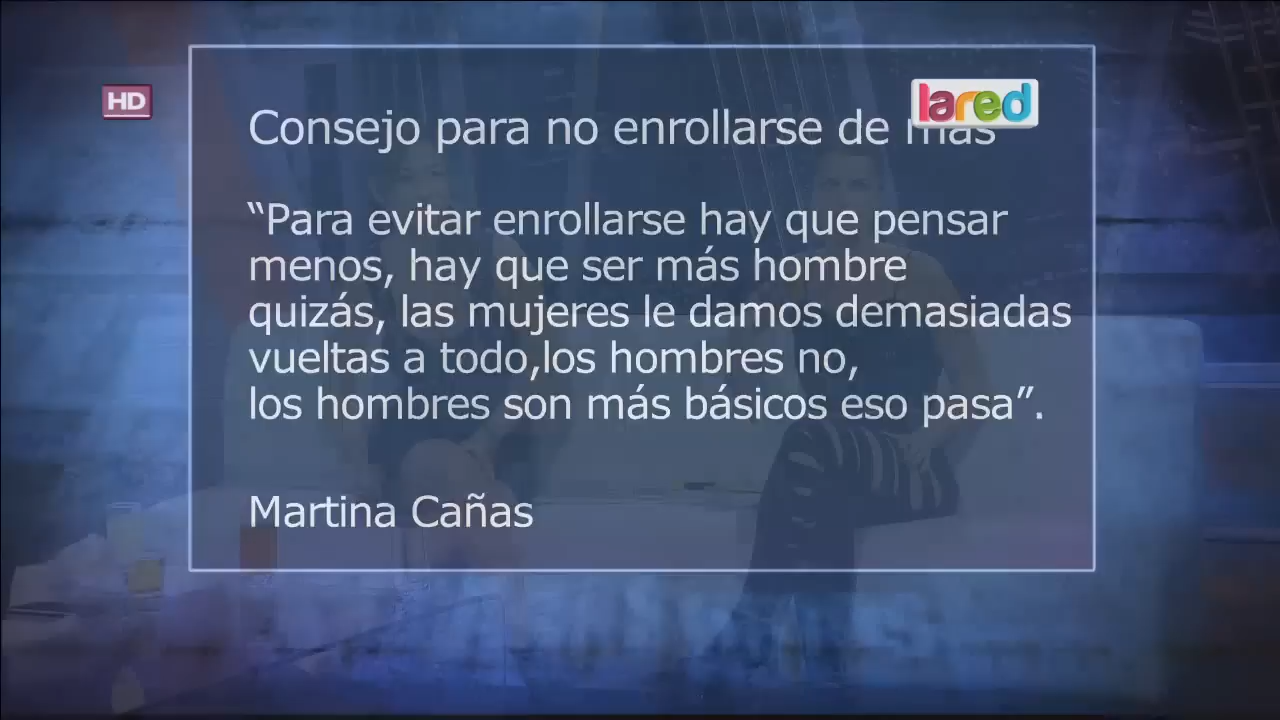 HD
lared
Consejo para no enrollarse de más
“Para evitar enrollarse hay que pensar
menos, hay que ser más hombre
quizás, las mujeres le damos demasiadas
vueltas a todo,los hombres no,
los hombres son más básicos eso pasa”.
Martina Cañas